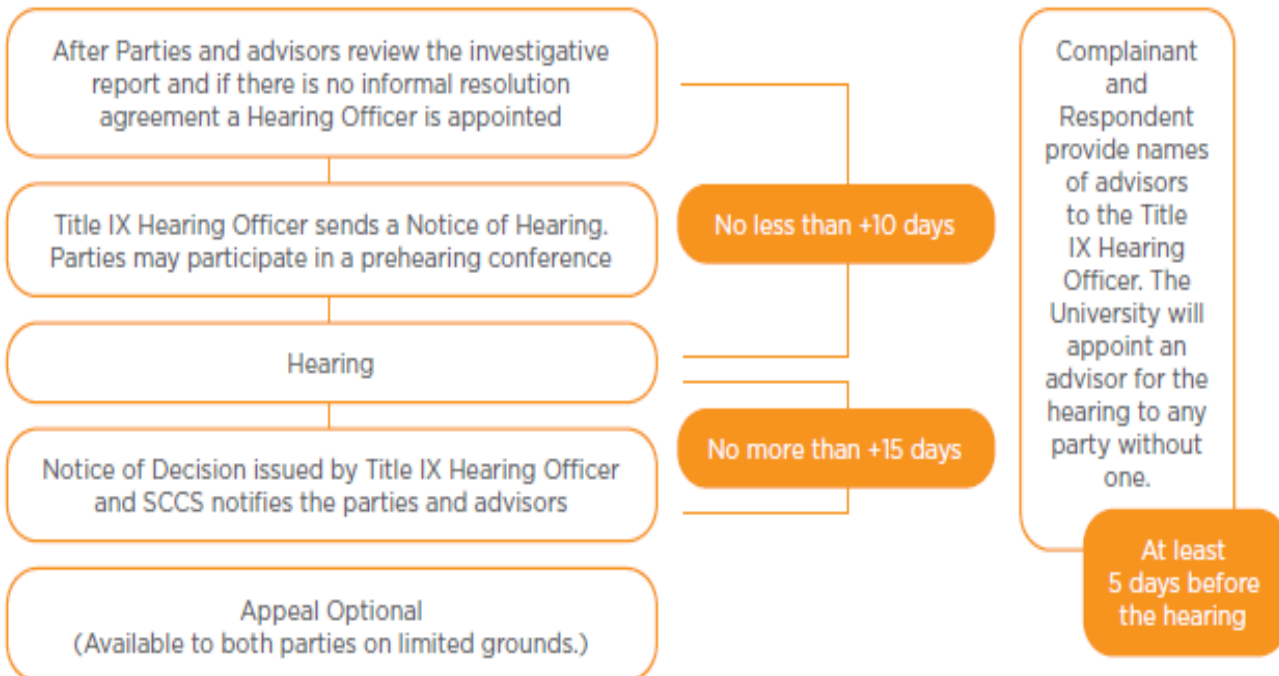 After Parties and advisors review the investigative
report and if there is no informal resolution
agreement a Hearing Officer is appointed
Title IX Hearing Officer sends a Notice of Hearing.
Parties may participate in a prehearing conference
Hearing
Notice of Decision issued by Title IX Hearing Officer
and SCCS notifies the parties and advisors
Appeal Optional
(Available to both parties on limited grounds.)
No less than +10 days
No more than +15 days
Complainant
and
Respondent
provide names
of advisors
to the Title
IX Hearing
Officer. The
University will
appoint an
advisor for the
hearing to any
party without
one.
At least
5 days before
the hearing